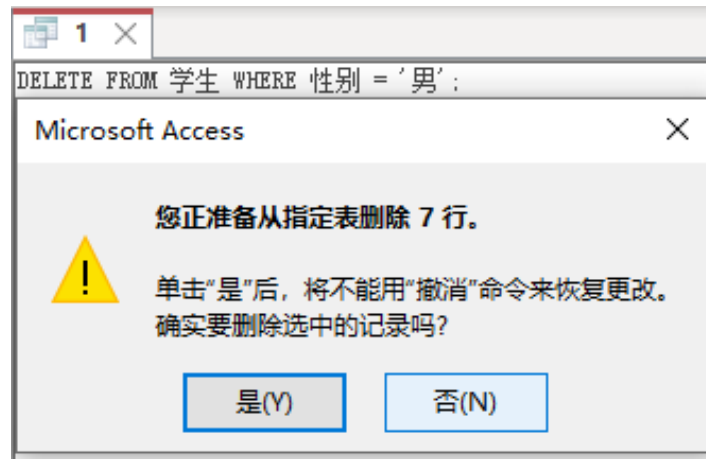 1
DELETE FROM 学生 WHERE 性别 = '男';
Microsoft Access
您正准备从指定表删除 7 行。
单击“是”后，将不能用“撤消”命令来恢复更改。
确实要删除选中的记录吗?
是(Y) 否(N)